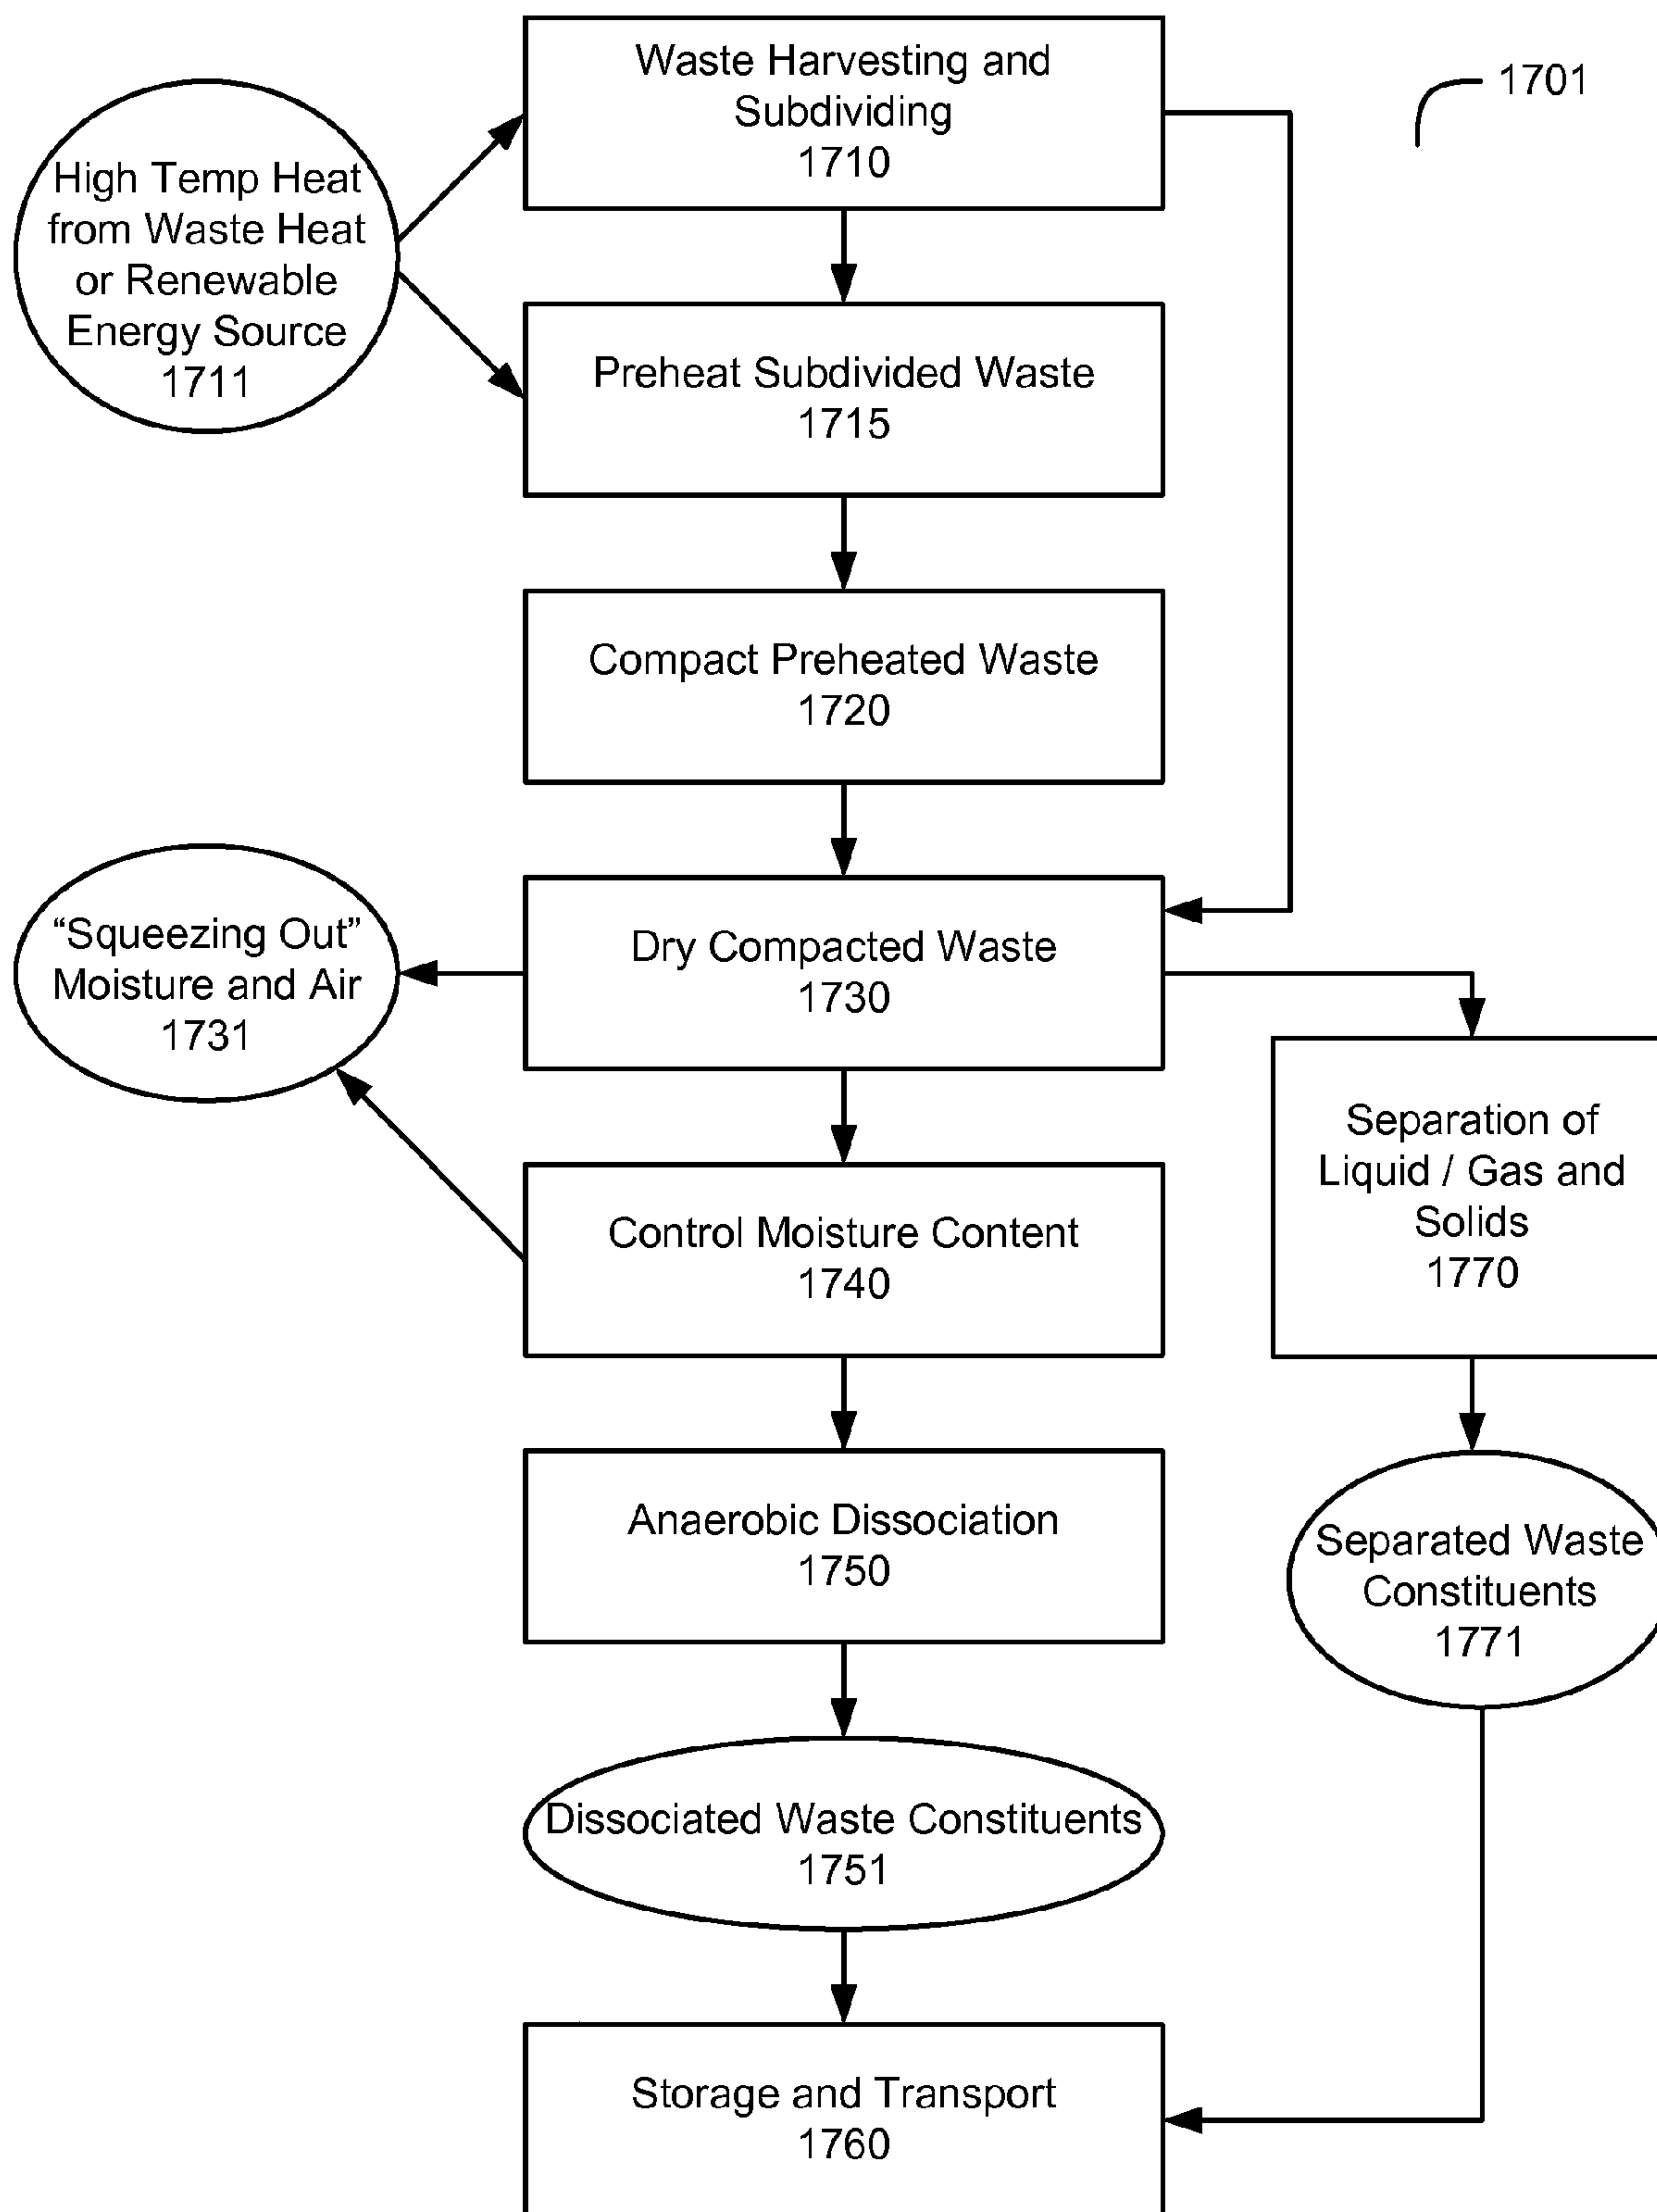 Waste Harvesting and
Subdividing
1710
1701
High Temp Heat
from Waste Heat
or Renewable
Energy Source
1711
Preheat Subdivided Waste
1715
Compact Preheated Waste
1720
“Squeezing Out”
Moisture and Air
1731
Dry Compacted Waste
1730
Separation of
Liquid / Gas and
Solids
1770
Control Moisture Content
1740
Anaerobic Dissociation
1750
Separated Waste
Constituents
1771
Dissociated Waste Constituents
1751
Storage and Transport
1760